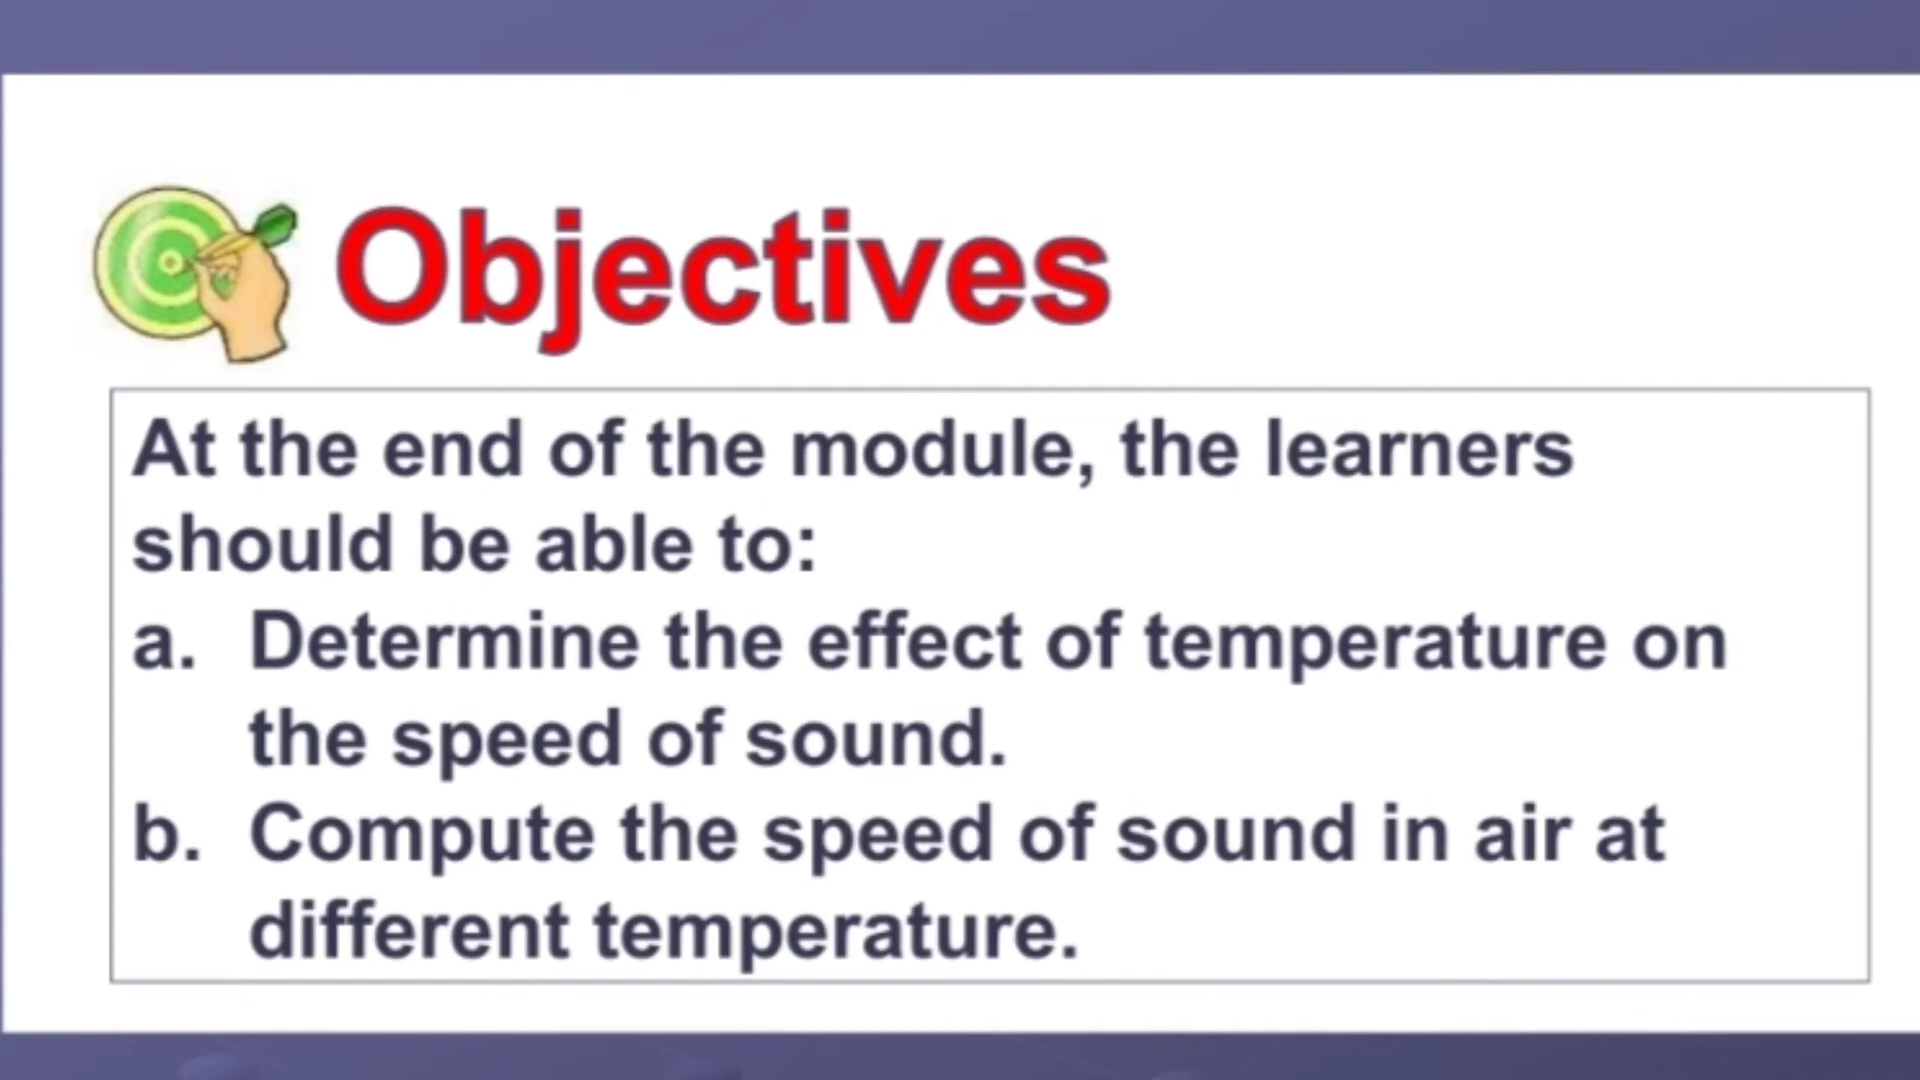 Objectives
At the end of the module, the learners
should be able to:
a. Determine the effect of temperature on
the speed of sound.
b. Compute the speed of sound in air at
different temperature.